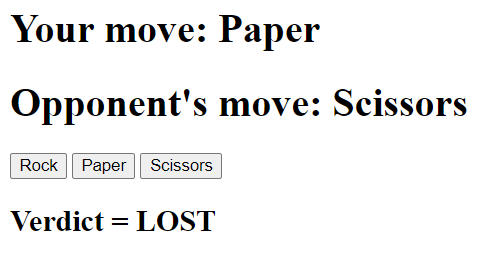 Your move: Paper
Opponent's move: Scissors
Rock Paper Scissors
Verdict = LOST